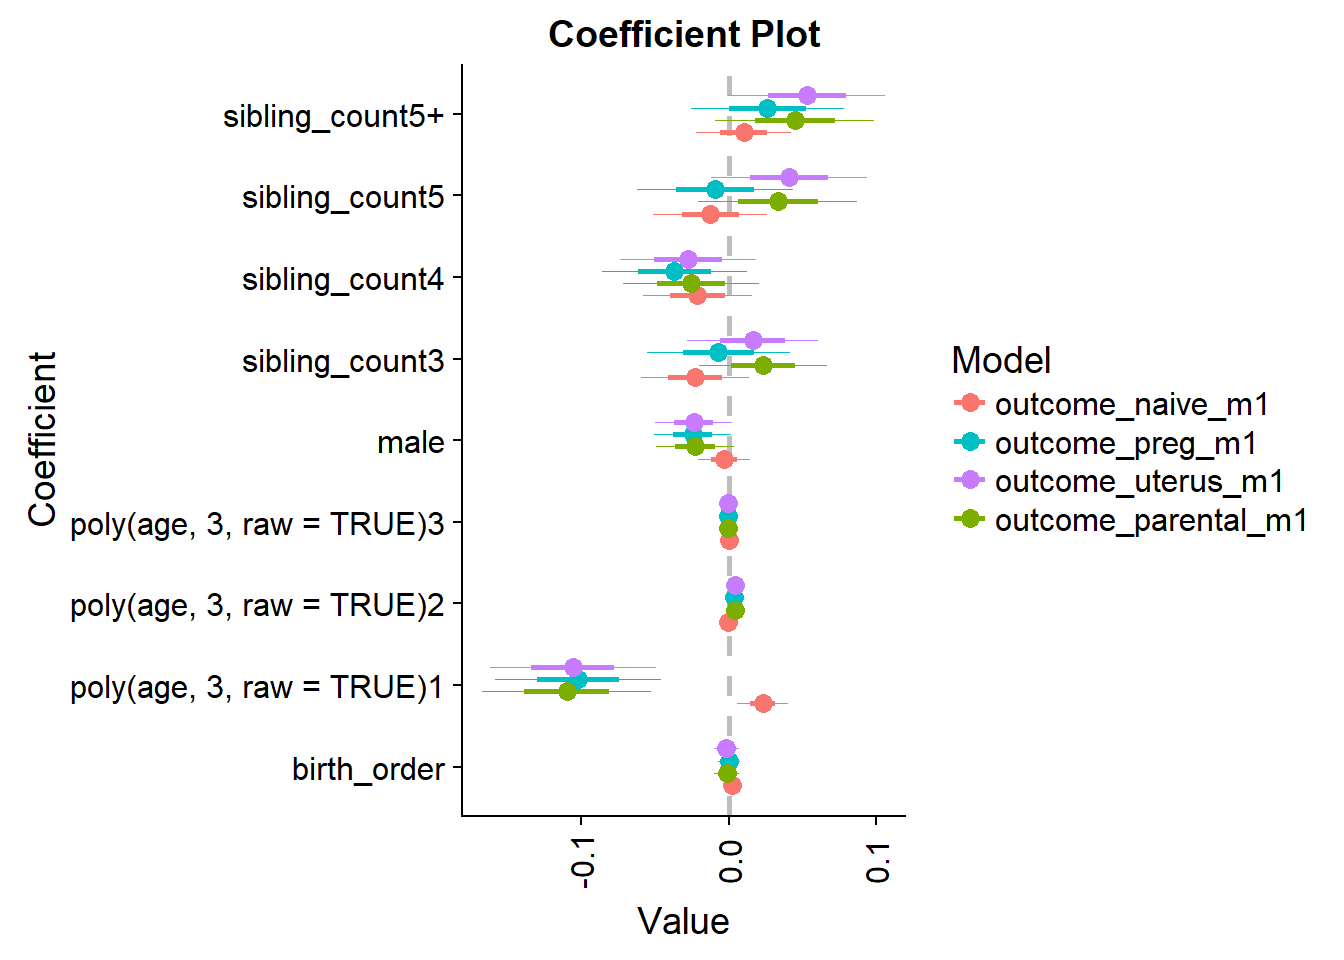 Coefficient Plot
Coefficient
sibling_count5+
sibling_count5
sibling_count4
sibling_count3
male
poly(age, 3, raw = TRUE)3
poly(age, 3, raw = TRUE)2
poly(age, 3, raw = TRUE)1
birth_order
-0.1
0.0
0.1
Value
Model
outcome_naive_m1
outcome_preg_m1
outcome_uterus_m1
outcome_parental_m1